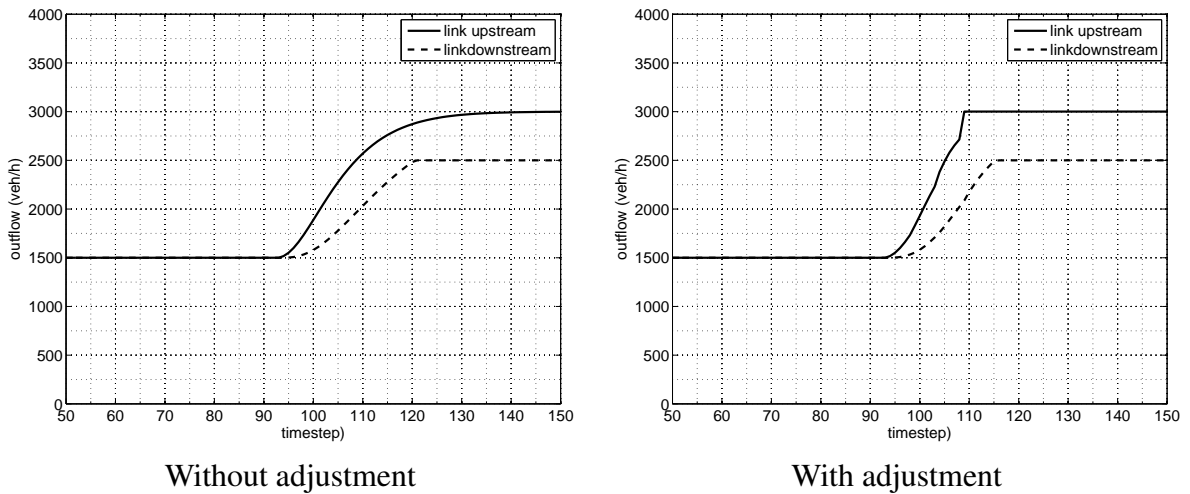 4000
3500
3000
2500
2000
1500
1000
500
0
outflow (veh/h)
50 60 70 80 90 100 110 120 130 140 150
timestep)
link upstream
linkdownstream
Without adjustment
4000
3500
3000
2500
2000
1500
1000
500
0
outflow (veh/h)
50 60 70 80 90 100 110 120 130 140 150
timestep)
link upstream
linkdownstream
With adjustment